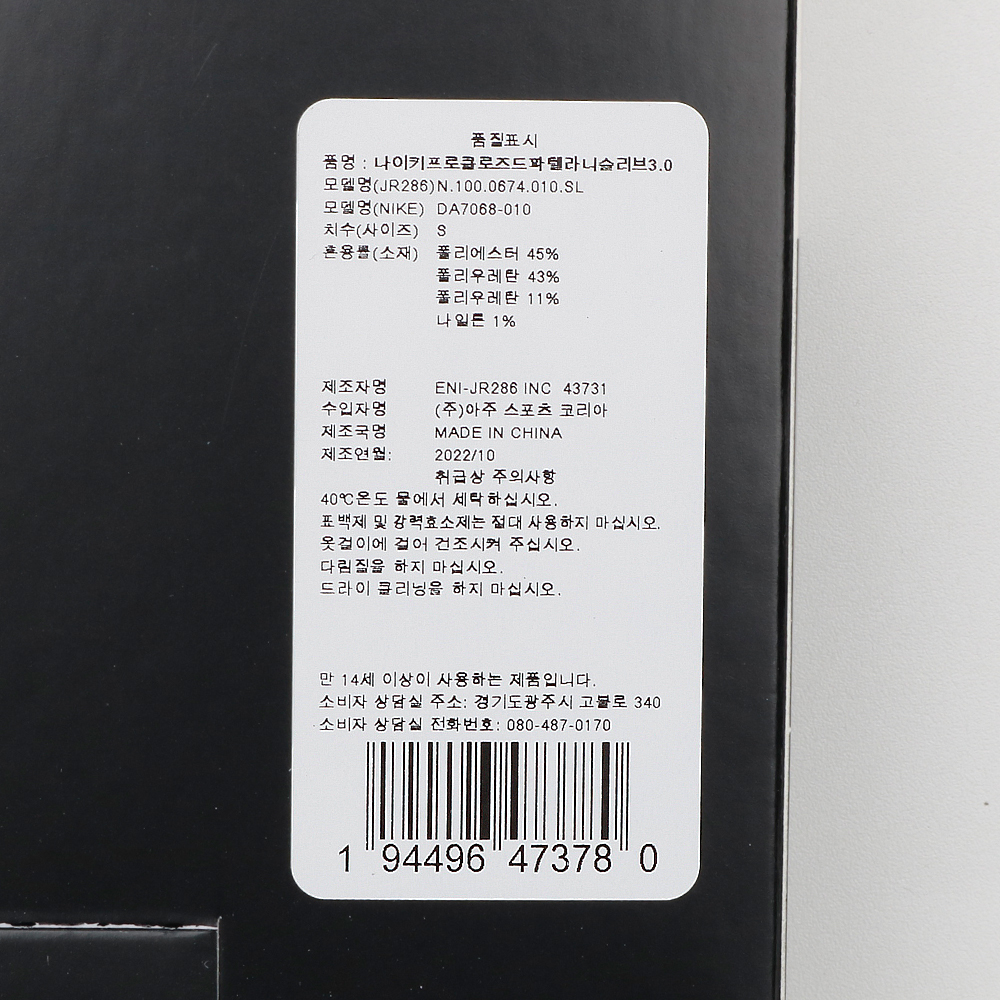 품질표시
품명 : 나이키프로클로즈드파텔라니슬리브3.0
모델명(JR286)N.100.0674.010.SL
모델명(NIKE) DA7068-010
치수(사이즈) S
혼용률(소재) 폴리에스터 45%
폴리우레탄 43%
폴리우레탄 11%
나일론 1%
제조자명 ENI-JR286 INC 43731
수입자명 (주)아주 스포츠 코리아
제조국명 MADE IN CHINA
제조연월: 2022/10
취급상 주의사항
40℃온도 물에서 세탁하십시오.
표백제 및 강력효소제는 절대 사용하지 마십시오.
옷걸이에 걸어 건조시켜 주십시오.
다림질을 하지 마십시오.
드라이 클리닝을 하지 마십시오.
만 14세 이상이 사용하는 제품입니다.
소비자 상담실 주소: 경기도광주시 고불로 340
소비자 상담실 전화번호: 080-487-0170
1 94496 47378 0